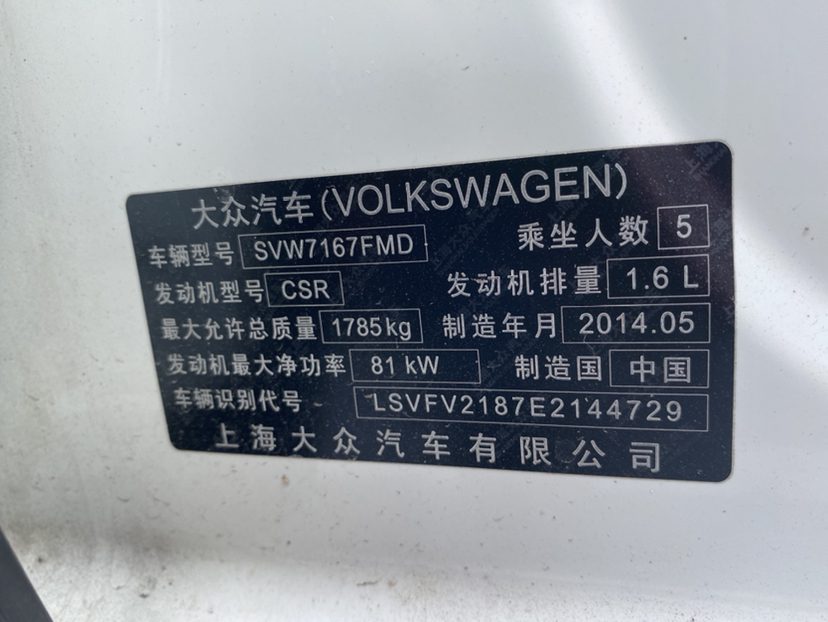 大众汽车(VOLKSWAGEN)
车辆型号 SVW7167FMD 乘坐人数 5
发动机型号 CSR 发动机排量 1.6 L
最大允许总质量 1785kg 制造年月 2014.05
发动机最大净功率 81 kW 制造国 中国
车辆识别代号 LSVFV2187E2144729
上海大众汽车有限公司